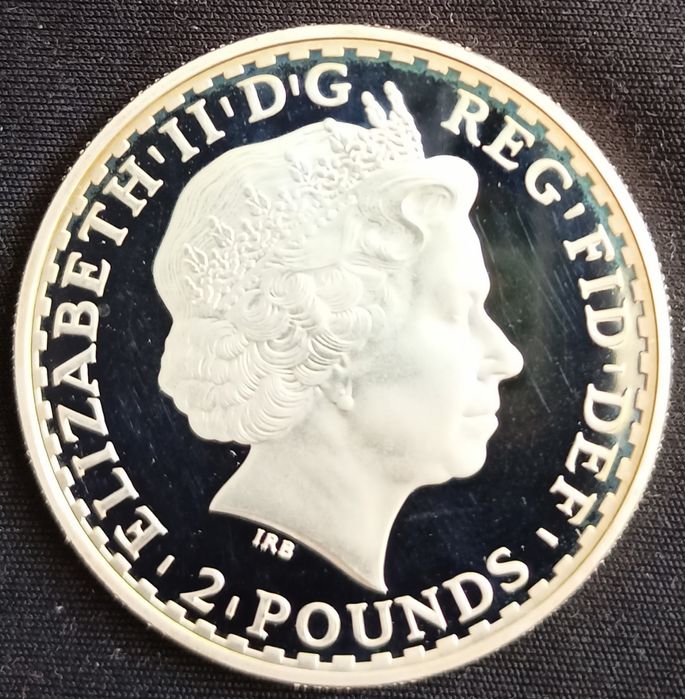 ELIZABETH·II·D·G REG·FID·DEF·
2·POUNDS
IRB